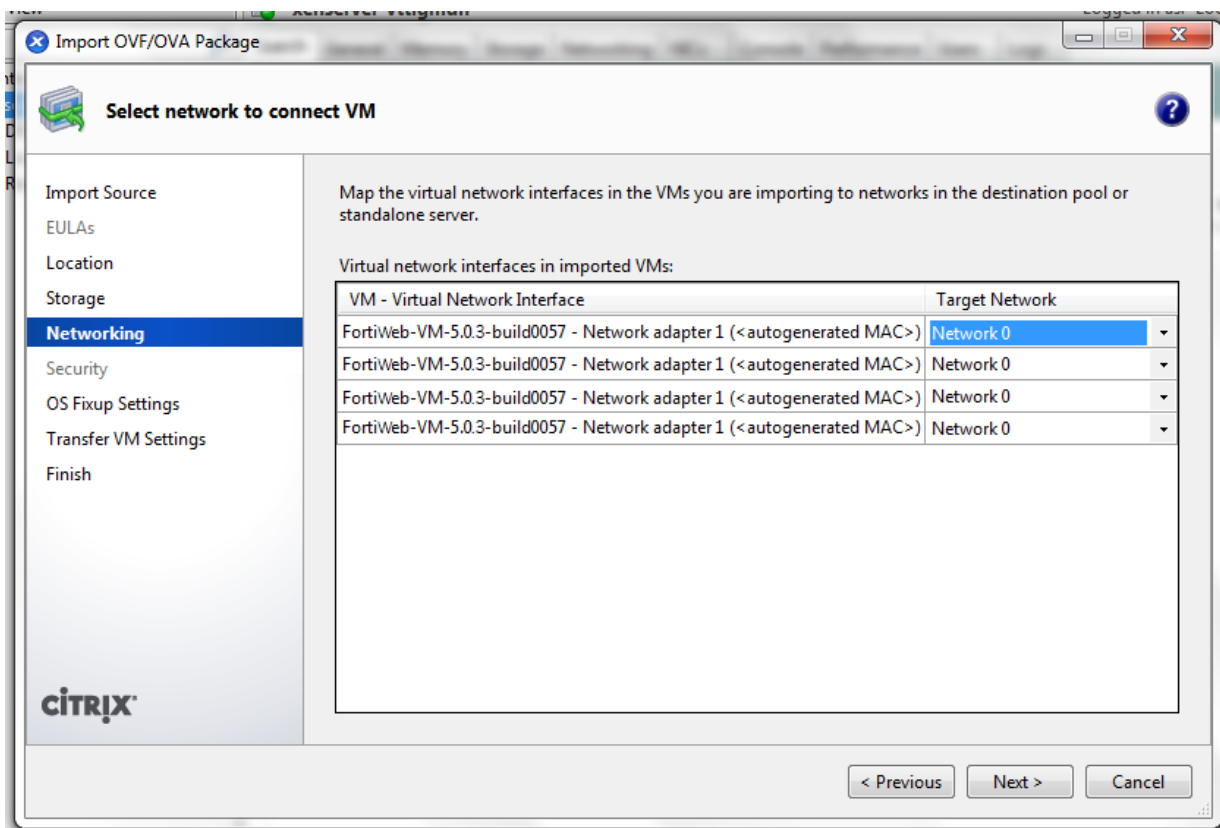 Import OVF/OVA Package
Select network to connect VM
?
Import Source
EULAs
Location
Storage
Networking
Security
OS Fixup Settings
Transfer VM Settings
Finish
CİTRIX
Map the virtual network interfaces in the VMs you are importing to networks in the destination pool or
standalone server.
Virtual network interfaces in imported VMs:
VM - Virtual Network Interface Target Network
FortiWeb-VM-5.0.3-build0057 - Network adapter 1 (<autogenerated MAC>) Network 0
FortiWeb-VM-5.0.3-build0057 - Network adapter 1 (<autogenerated MAC>) Network 0
FortiWeb-VM-5.0.3-build0057 - Network adapter 1 (<autogenerated MAC>) Network 0
FortiWeb-VM-5.0.3-build0057 - Network adapter 1 (<autogenerated MAC>) Network 0
< Previous Next > Cancel